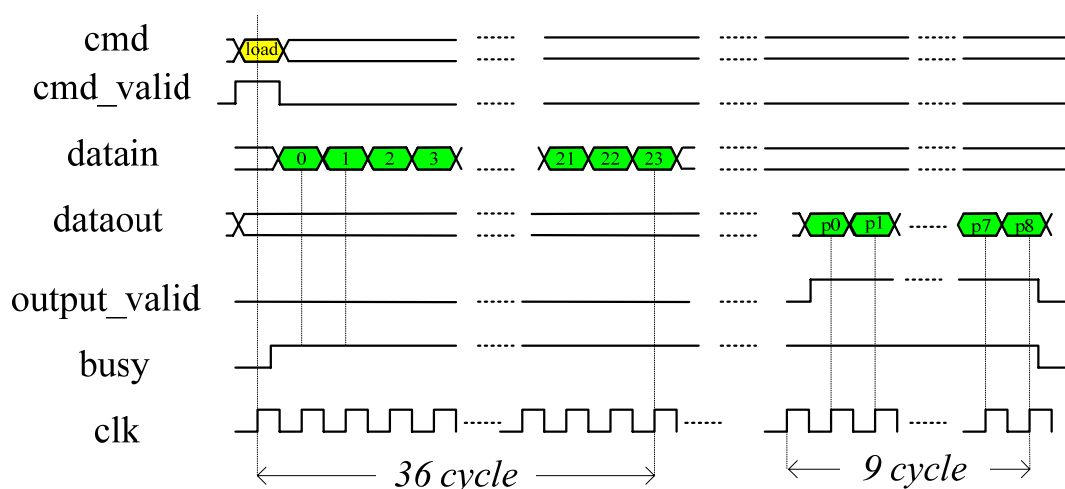 cmd load
cmd_valid
datain 0 1 2 3 21 22 23
dataout p0 p1 p7 p8
output_valid
busy
clk
36 cycle 9 cycle